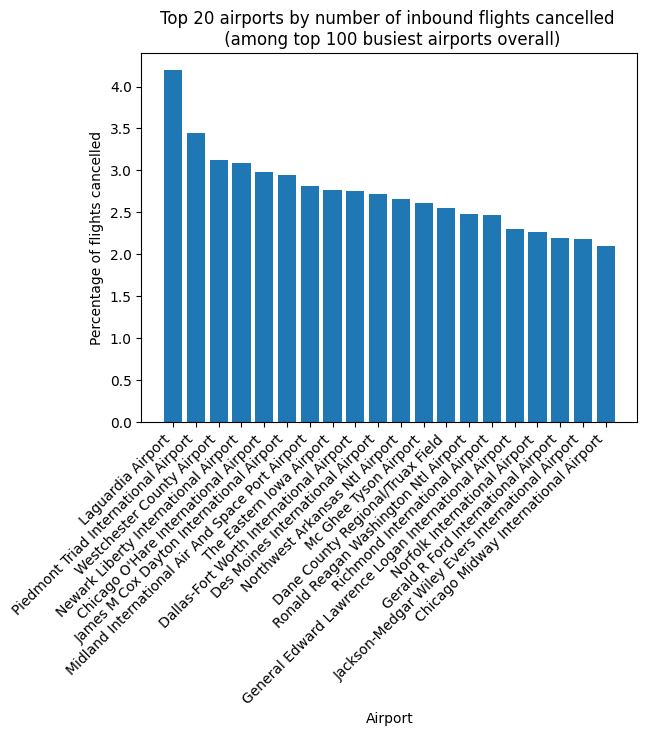 Top 20 airports by number of inbound flights cancelled
(among top 100 busiest airports overall)
Percentage of flights cancelled
4.0
3.5
3.0
2.5
2.0
1.5
1.0
0.5
0.0
Laguardia Airport
Piedmont Triad International Airport
Westchester County Airport
Newark Liberty International Airport
Chicago O'Hare International Airport
James M Cox Dayton International Airport
Midland International Air And Space Port Airport
The Eastern Iowa Airport
Dallas-Fort Worth International Airport
Des Moines International Airport
Northwest Arkansas Ntl Airport
Mc Ghee Tyson Airport
Dane County Regional/Truax Field
Ronald Reagan Washington Ntl Airport
Richmond International Airport
General Edward Lawrence Logan International Airport
Norfolk International Airport
Gerald R Ford International Airport
Jackson-Medgar Wiley Evers International Airport
Chicago Midway International Airport
Airport